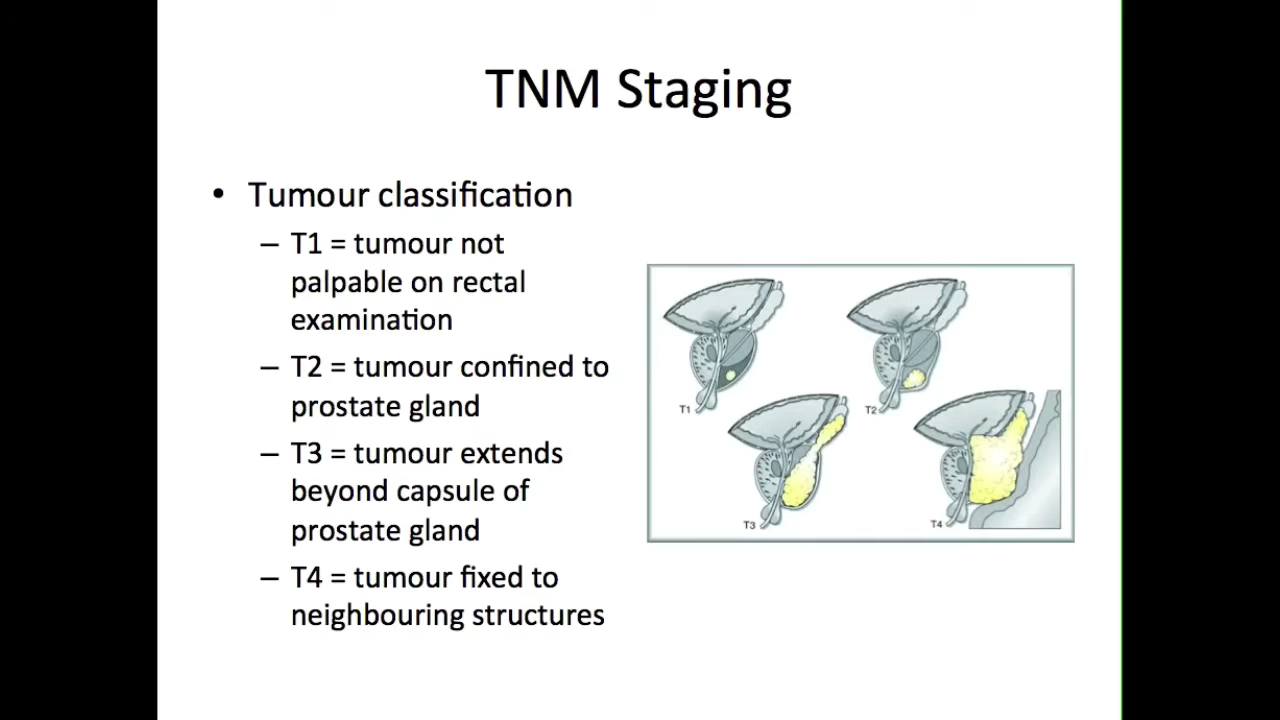 TNM Staging
• Tumour classification
– T1 = tumour not
palpable on rectal
examination
– T2 = tumour confined to
prostate gland
– T3 = tumour extends
beyond capsule of
prostate gland
– T4 = tumour fixed to
neighbouring structures
T1
T2
T3
T4